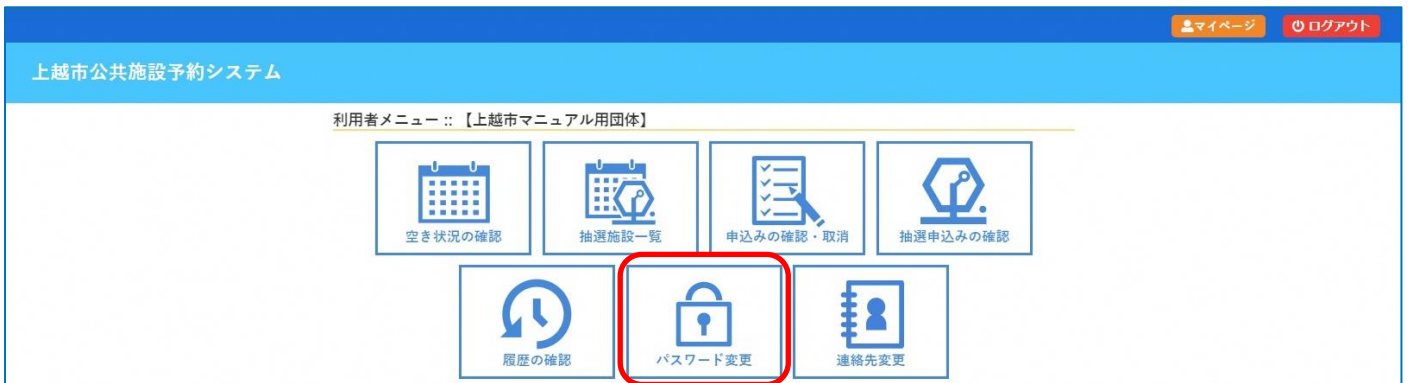 マイページ ログアウト
上越市公共施設予約システム
利用者メニュー :: 【上越市マニュアル用団体】
空き状況の確認 抽選施設一覧 申込みの確認・取消 抽選申込みの確認
履歴の確認 パスワード変更 連絡先変更